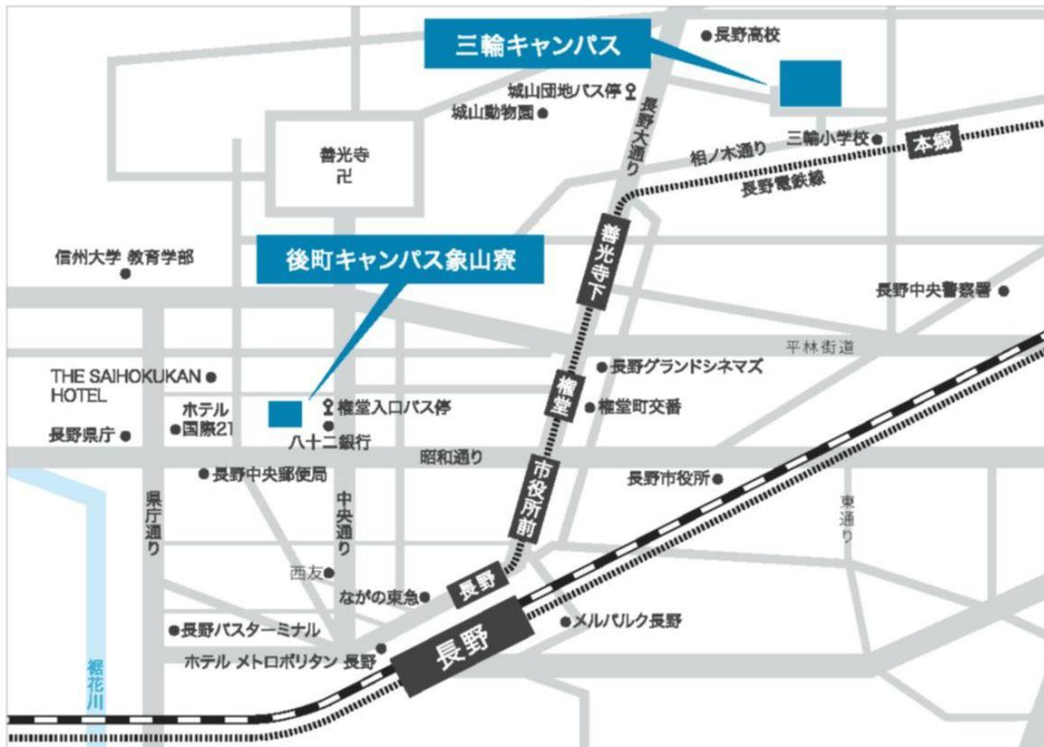 三輪キャンパス
長野高校
城山団地バス停
城山動物園
長野大通り
三輪小学校
本郷
相ノ木通り
長野電鉄線
善光寺
卍
善光寺下
信州大学 教育学部
後町キャンパス象山寮
長野中央警察署
平林街道
THE SAIHOKUKAN
HOTEL
長野グランドシネマズ
ホテル
国際21
権堂入口バス停
権堂
権堂町交番
長野県庁
八十二銀行
昭和通り
長野中央郵便局
市役所前
長野市役所
県庁通り
中央通り
東通り
西友
ながの東急
長野
長野バスターミナル
メルパルク長野
ホテル メトロポリタン 長野
長野
裾花川